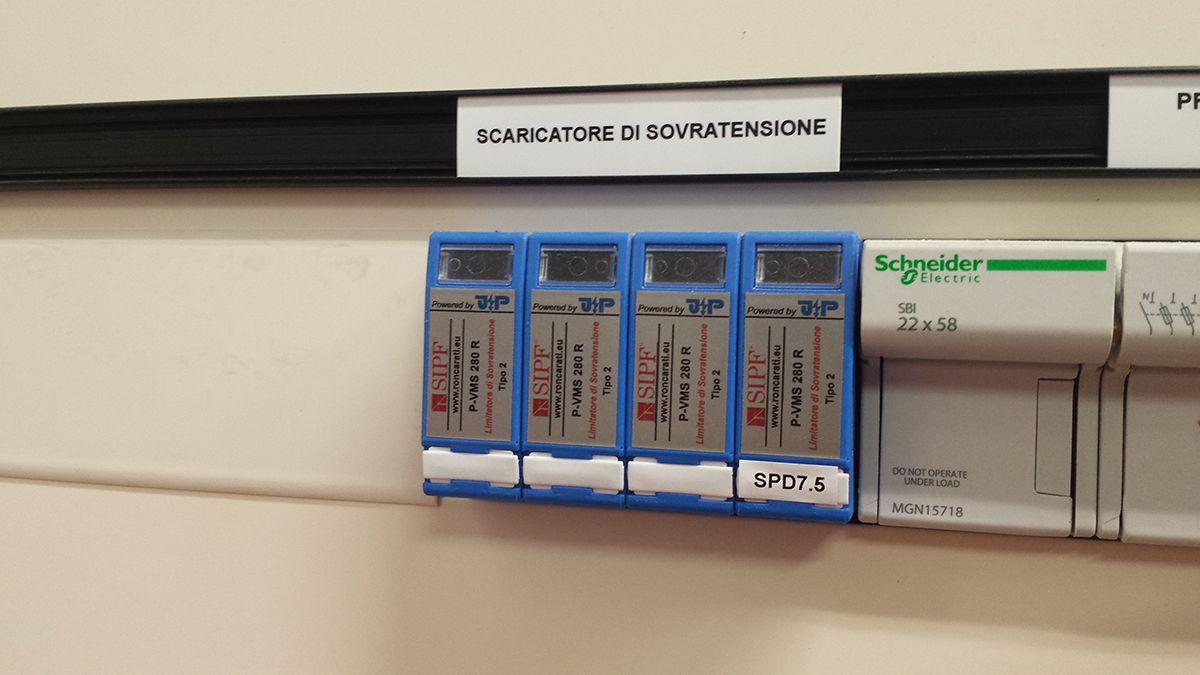 SCARICATORE DI SOVRATENSIONE
Powered by J P
SIPF
www.roncarati.eu
P-VMS 280 R
Tipo 2
Limitatore di Sovratensione
Powered by J P
SIPF
www.roncarati.eu
P-VMS 280 R
Tipo 2
Limitatore di Sovratensione
Powered by J P
SIPF
www.roncarati.eu
P-VMS 280 R
Tipo 2
Limitatore di Sovratensione
Powered by J P
SIPF
www.roncarati.eu
P-VMS 280 R
Tipo 2
Limitatore di Sovratensione
SPD7.5
Schneider
Electric
SBI
22 x 58
DO NOT OPERATE
UNDER LOAD
MGN15718
N